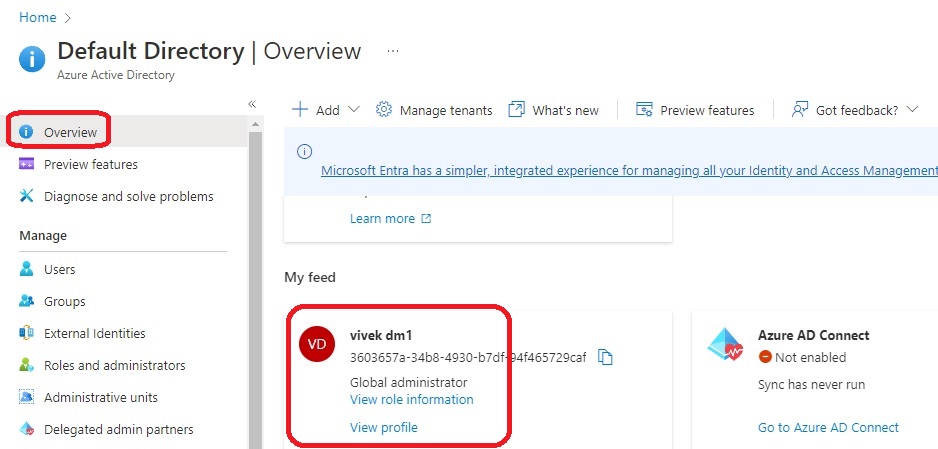 Home >
Default Directory | Overview ...
Azure Active Directory
«
Overview
Preview features
Diagnose and solve problems
Manage
Users
Groups
External Identities
Roles and administrators
Administrative units
Delegated admin partners
Add
Manage tenants
What's new
Preview features
Got feedback?
Microsoft Entra has a simpler, integrated experience for managing all your Identity and Access Management
Learn more
My feed
VD
vivek dm1
3603657a-34b8-4930-b7df-94f465729caf
Global administrator
View role information
View profile
Azure AD Connect
Not enabled
Sync has never run
Go to Azure AD Connect